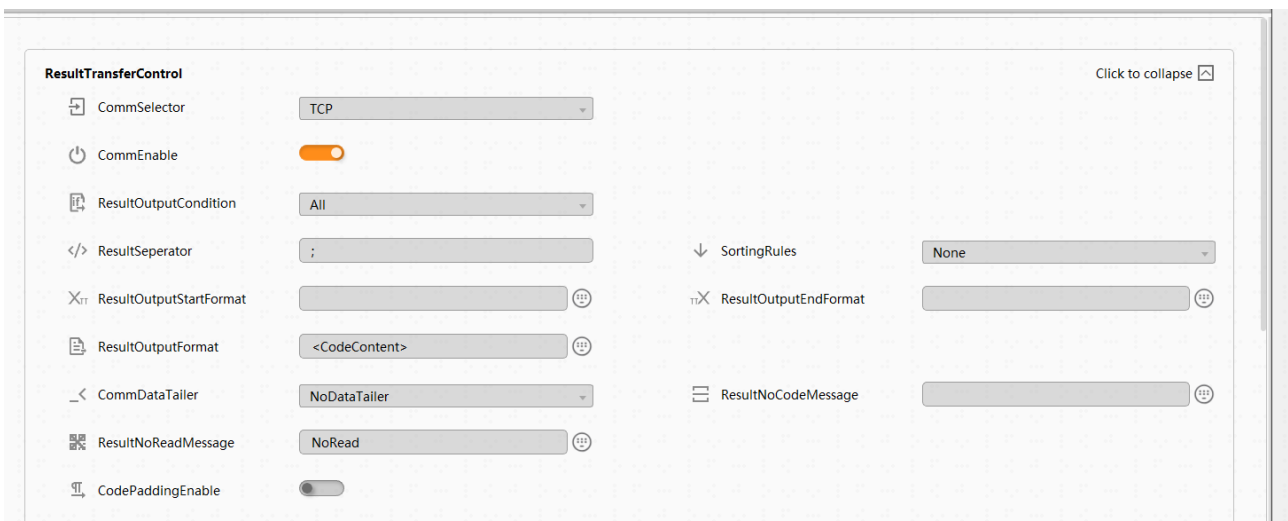 ResultTransferControl Click to collapse
CommSelector TCP
CommEnable
ResultOutputCondition All
ResultSeperator ; SortingRules None
ResultOutputStartFormat ResultOutputEndFormat
ResultOutputFormat <CodeContent>
CommDataTailer NoDataTailer ResultNoCodeMessage
ResultNoReadMessage NoRead
CodePaddingEnable